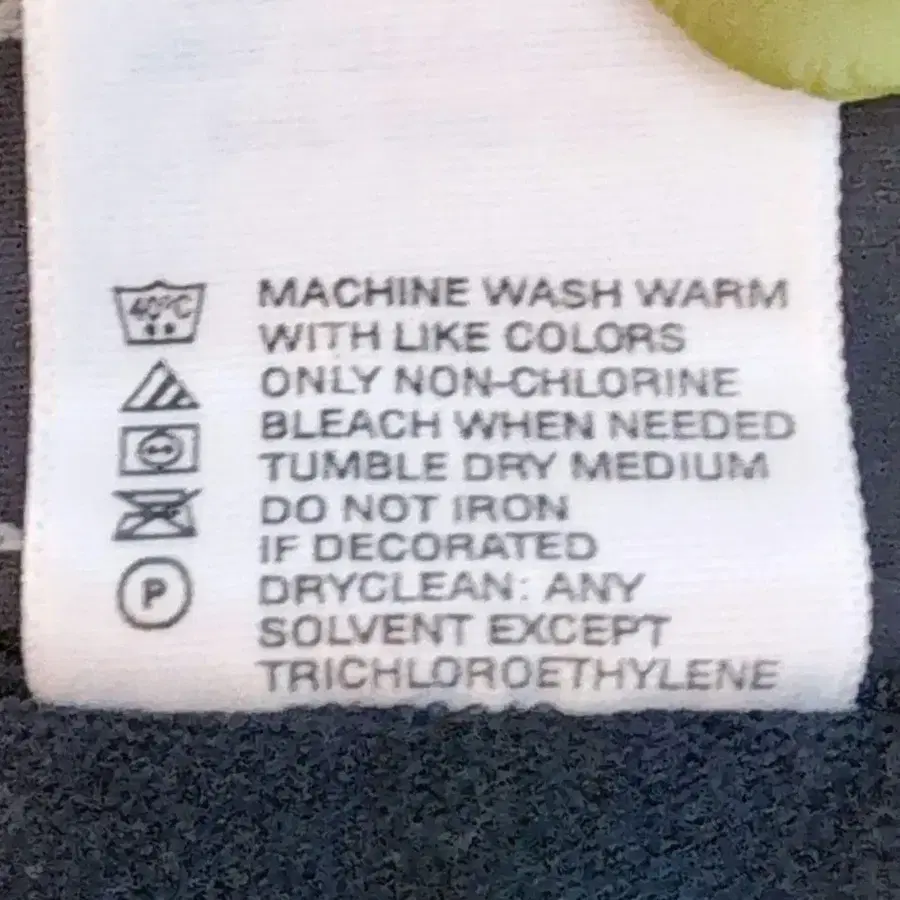 40°C MACHINE WASH WARM
WITH LIKE COLORS
ONLY NON-CHLORINE
BLEACH WHEN NEEDED
TUMBLE DRY MEDIUM
DO NOT IRON
IF DECORATED
P DRYCLEAN: ANY
SOLVENT EXCEPT
TRICHLOROETHYLENE